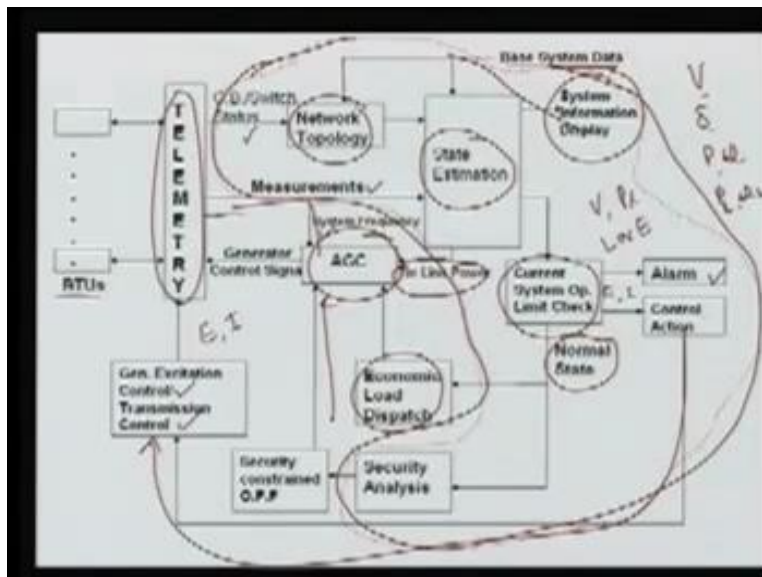 Base System Data
C.B./Switch
Status
T
E
L
E
M
E
T
R
Y
Network
Topology
System
Information
Display
State
Estimation
Measurements
System Frequency
V
δ
Generator
Control Signal
AGC
Tie Line Power
V, Pl
Line
Current
System Op.
Limit Check
E, I
Alarm
Control
Action
RTUs
E, I
Normal
State
Gen. Excitation
Control/
Transmission
Control
Economic
Load
Dispatch
Security
constrained
O.P.F
Security
Analysis